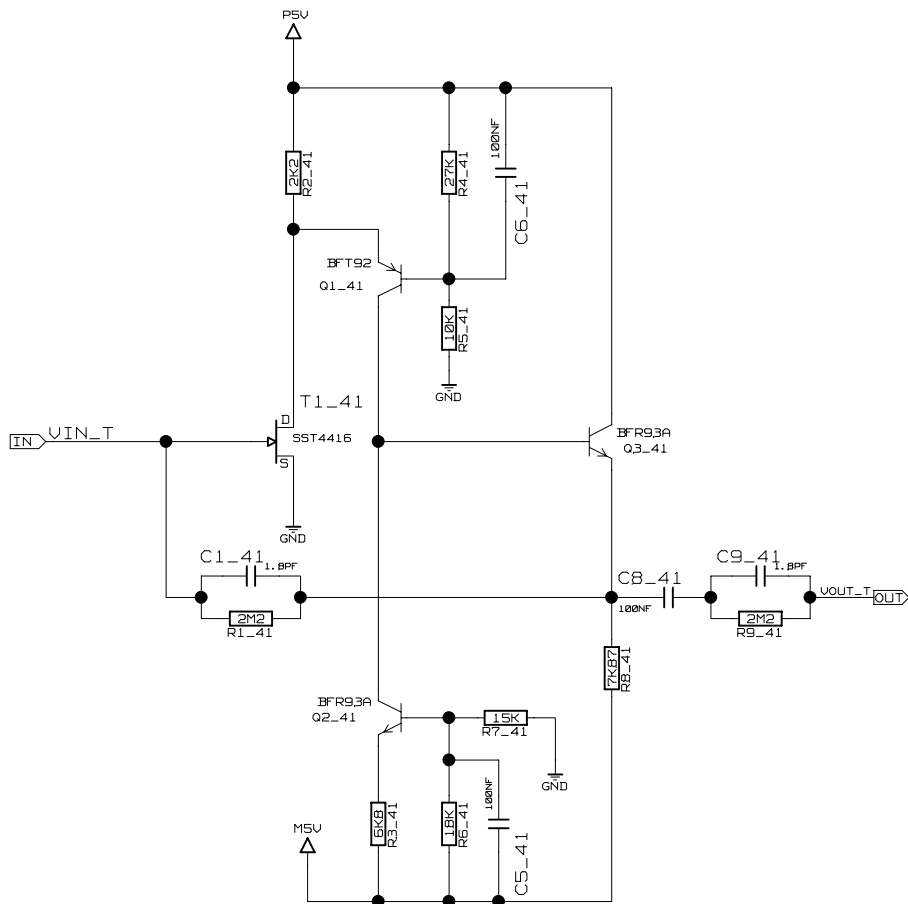 P5V
2K2
R2_41
27K
R4_41
100NF
C6_41
BFT92
Q1_41
10K
R5_41
GND
T1_41
D
SST4416
S
GND
IN
VIN_T
BFR93A
Q3_41
C1_41
1.8PF
2M2
R1_41
C8_41
100NF
C9_41
1.8PF
2M2
R9_41
VOUT_T
OUT
7K87
R8_41
BFR93A
Q2_41
15K
R7_41
GND
M5V
6K8
R3_41
18K
R6_41
100NF
C5_41